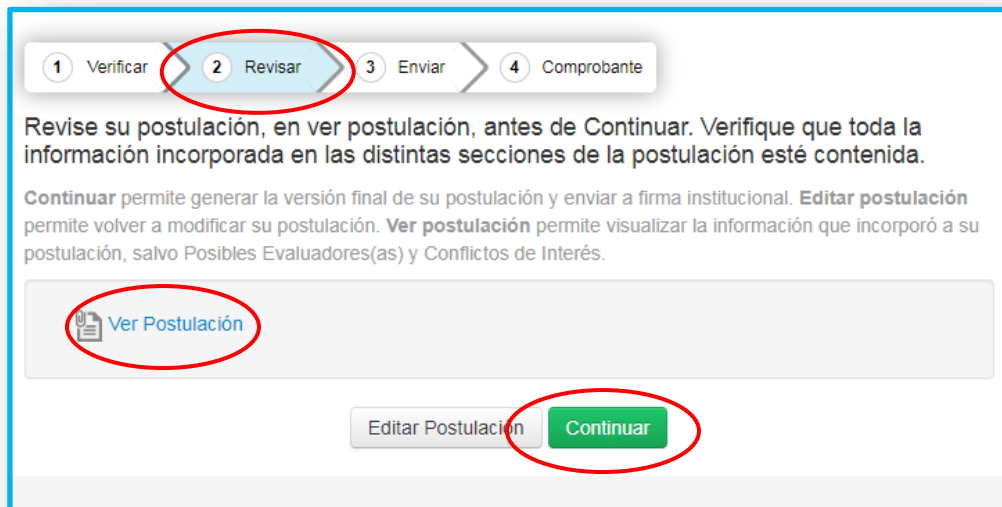 1 Verificar 2 Revisar 3 Enviar 4 Comprobante
Revise su postulación, en ver postulación, antes de Continuar. Verifique que toda la
información incorporada en las distintas secciones de la postulación esté contenida.
Continuar permite generar la versión final de su postulación y enviar a firma institucional. Editar postulación
permite volver a modificar su postulación. Ver postulación permite visualizar la información que incorporó a su
postulación, salvo Posibles Evaluadores(as) y Conflictos de Interés.
Ver Postulación
Editar Postulación Continuar